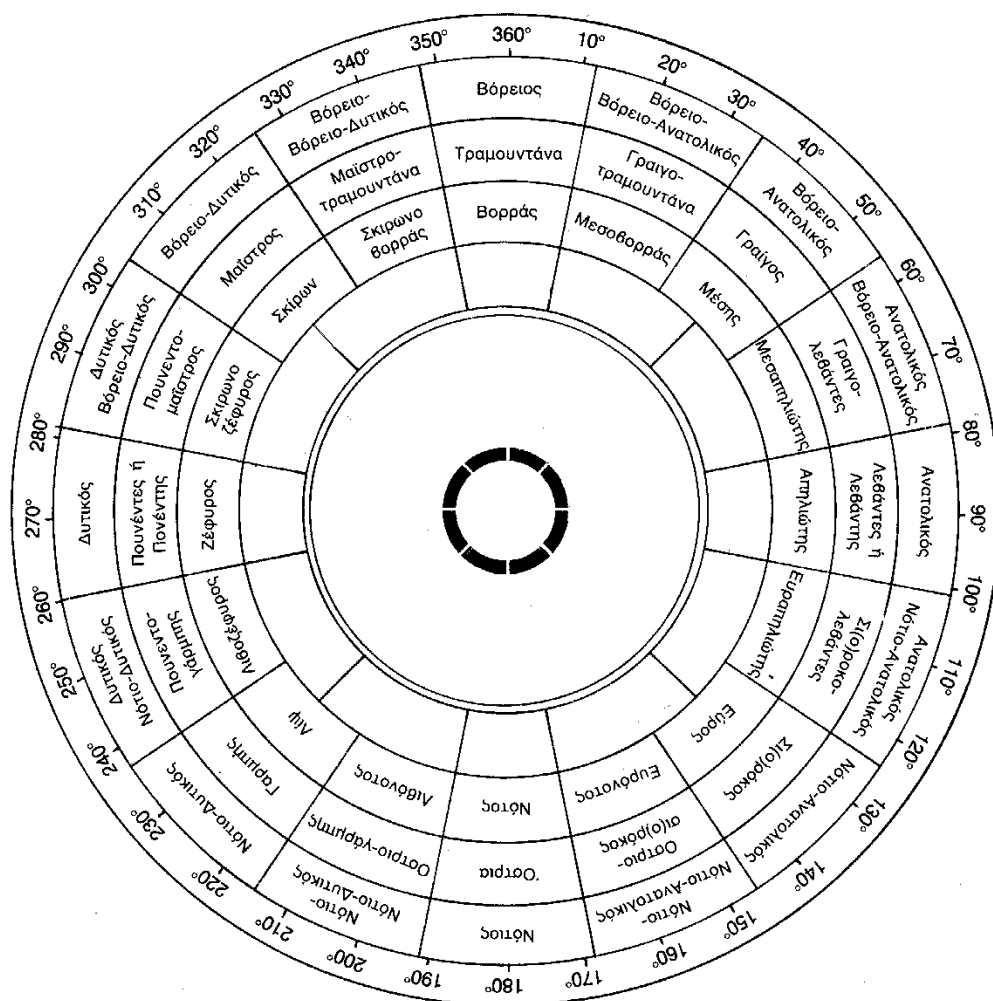 360°
10°
20°
30°
40°
50°
60°
70°
80°
90°
100°
110°
120°
130°
140°
150°
160°
170°
180°
190°
200°
210°
220°
230°
240°
250°
260°
270°
280°
290°
300°
310°
320°
330°
340°
350°
Βόρειος
Τραμουντάνα
Βορράς
Βόρειο-
Βόρειο-Ανατολικός
Γραιγο-
τραμουντάνα
Μεσοβορράς
Βόρειο-
Ανατολικός
Γραίγος
Μέσης
Ανατολικός
Βόρειο-Ανατολικός
Γραιγο-
λεβάντες
Μεσαπηλιώτης
Ανατολικός
Λεβάντες ή
Λεβάντης
Απηλιώτης
Ανατολικός
Νότιο-Ανατολικός
Σι(ο)ροκο-
λεβάντες
Ευραπηλιώτης
Νότιο-Ανατολικός
Σι(ο)ρόκος
Εύρος
Νότιο-
Νότιο-Ανατολικός
Οστριο-
σι(ο)ρόκος
Ευρόνοτος
Νότιος
Όστρια
Νότος
Νότιο-
Νότιο-Δυτικός
Οστριο-γάρμπης
Λιβόνοτος
Νότιο-Δυτικός
Γαρμπής
Λίψ
Δυτικός
Νότιο-Δυτικός
Πουνεντο-
γάρμπης
Λιβοζέφυρος
Δυτικός
Πουνέντες ή
Πονέντης
Ζέφυρος
Δυτικός
Βόρειο-Δυτικός
Πουνεντο-
μαΐστρος
Σκιρωνο
ζέφυρος
Βόρειο-Δυτικός
Μαΐστρος
Σκίρων
Βόρειο-
Βόρειο-Δυτικός
Μαϊστρο-
τραμουντάνα
Σκιρωνο
βορράς